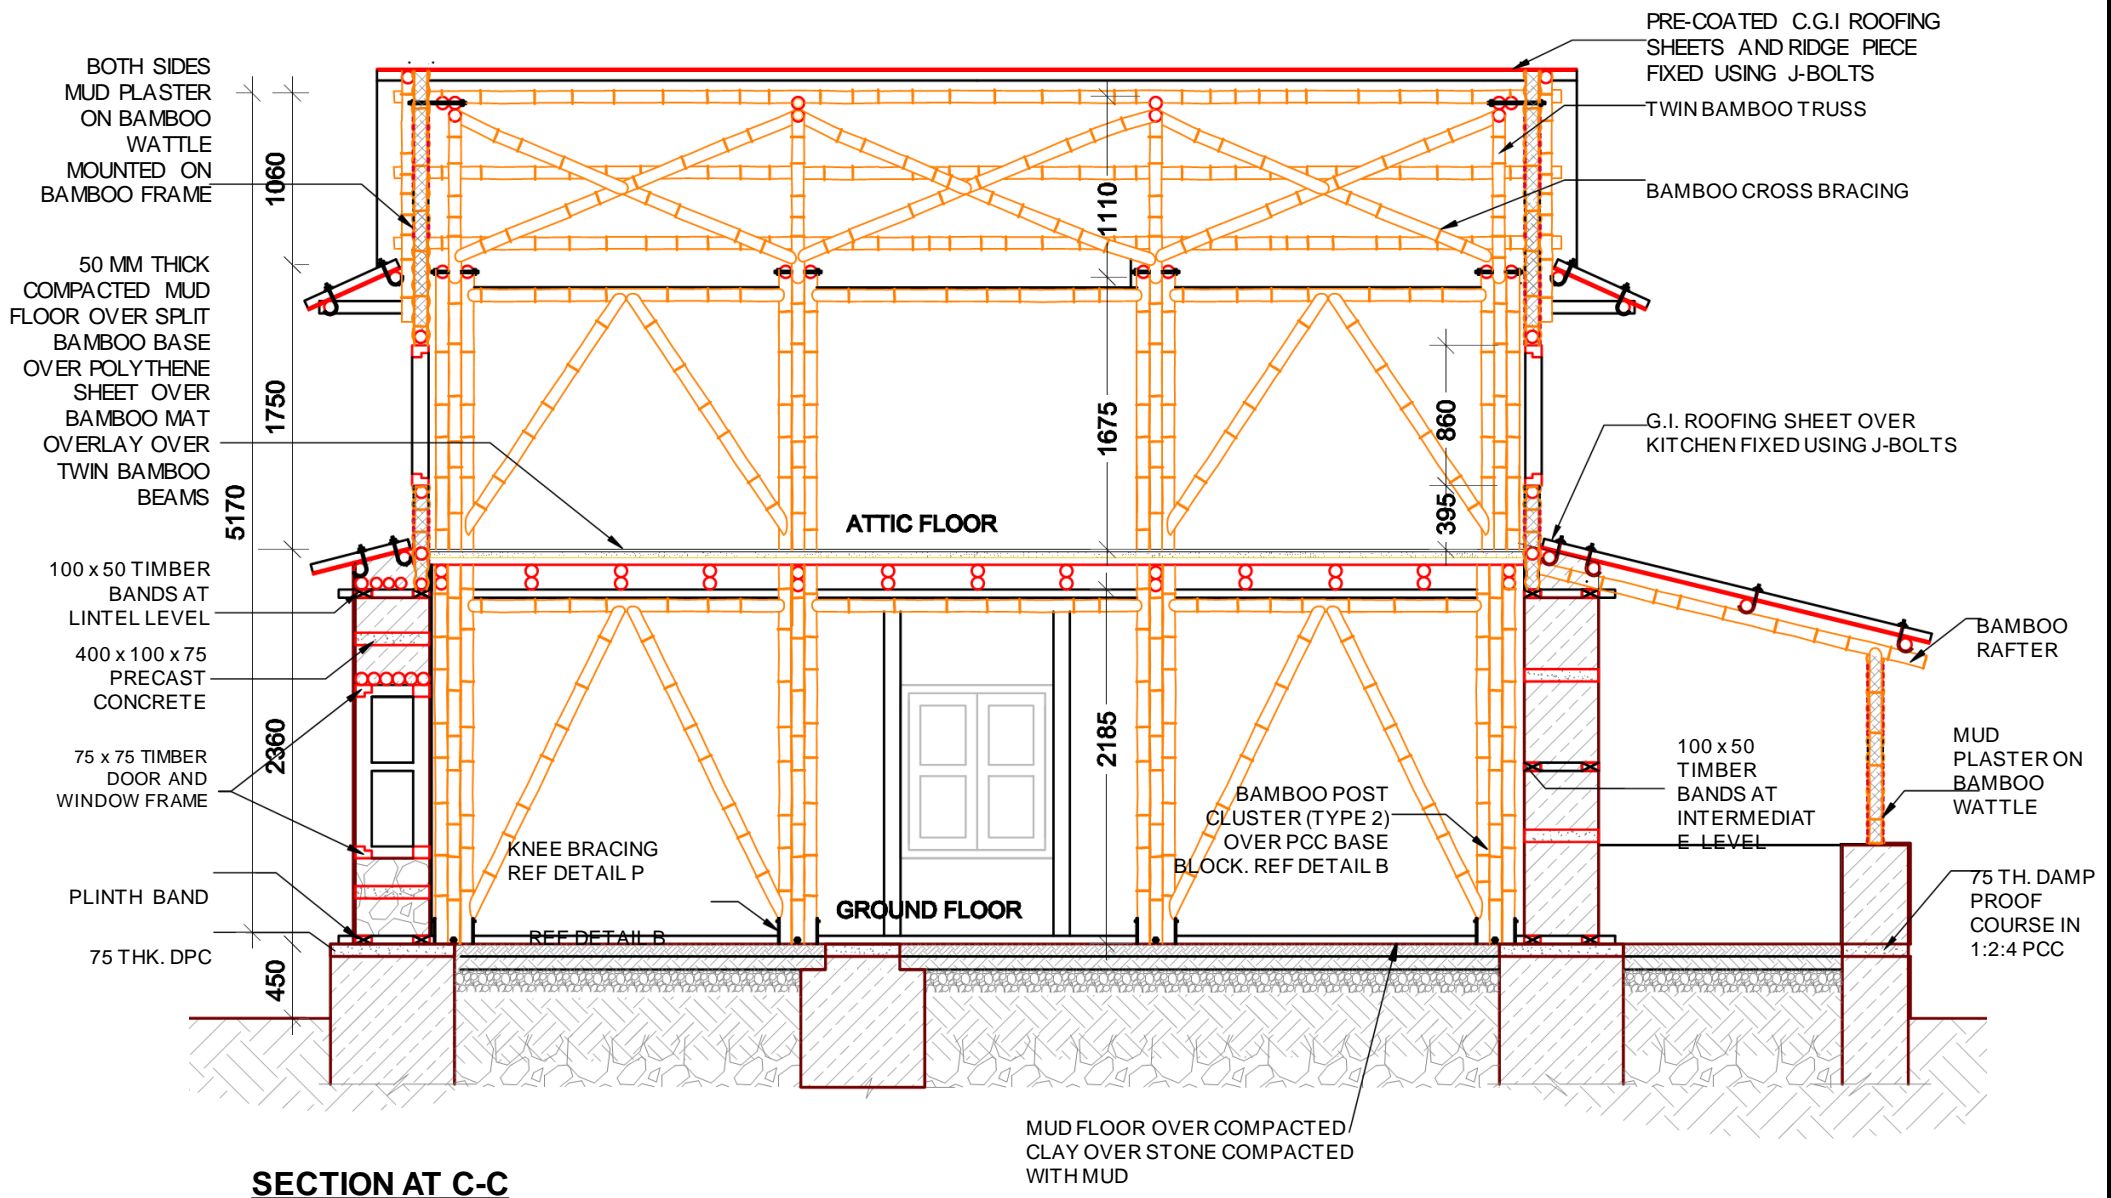 BOTH SIDES
MUD PLASTER
ON BAMBOO
WATTLE
MOUNTED ON
BAMBOO FRAME
50 MM THICK
COMPACTED MUD
FLOOR OVER SPLIT
BAMBOO BASE
OVER POLYTHENE
SHEET OVER
BAMBOO MAT
OVERLAY OVER
TWIN BAMBOO
BEAMS
100 x 50 TIMBER
BANDS AT
LINTEL LEVEL
400 x 100 x 75
PRECAST
CONCRETE
75 x 75 TIMBER
DOOR AND
WINDOW FRAME
PLINTH BAND
75 THK. DPC
5170
1060
1750
2360
450
1110
1675
2185
860
395
ATTIC FLOOR
GROUND FLOOR
KNEE BRACING
REF DETAIL P
REF DETAIL B
BAMBOO POST
CLUSTER (TYPE 2)
OVER PCC BASE
BLOCK. REF DETAIL B
PRE-COATED C.G.I ROOFING
SHEETS AND RIDGE PIECE
FIXED USING J-BOLTS
TWIN BAMBOO TRUSS
BAMBOO CROSS BRACING
G.I. ROOFING SHEET OVER
KITCHEN FIXED USING J-BOLTS
BAMBOO
RAFTER
100 x 50
TIMBER
BANDS AT
INTERMEDIAT
E LEVEL
MUD
PLASTER ON
BAMBOO
WATTLE
75 TH. DAMP
PROOF
COURSE IN
1:2:4 PCC
MUD FLOOR OVER COMPACTED
CLAY OVER STONE COMPACTED
WITH MUD
SECTION AT C-C